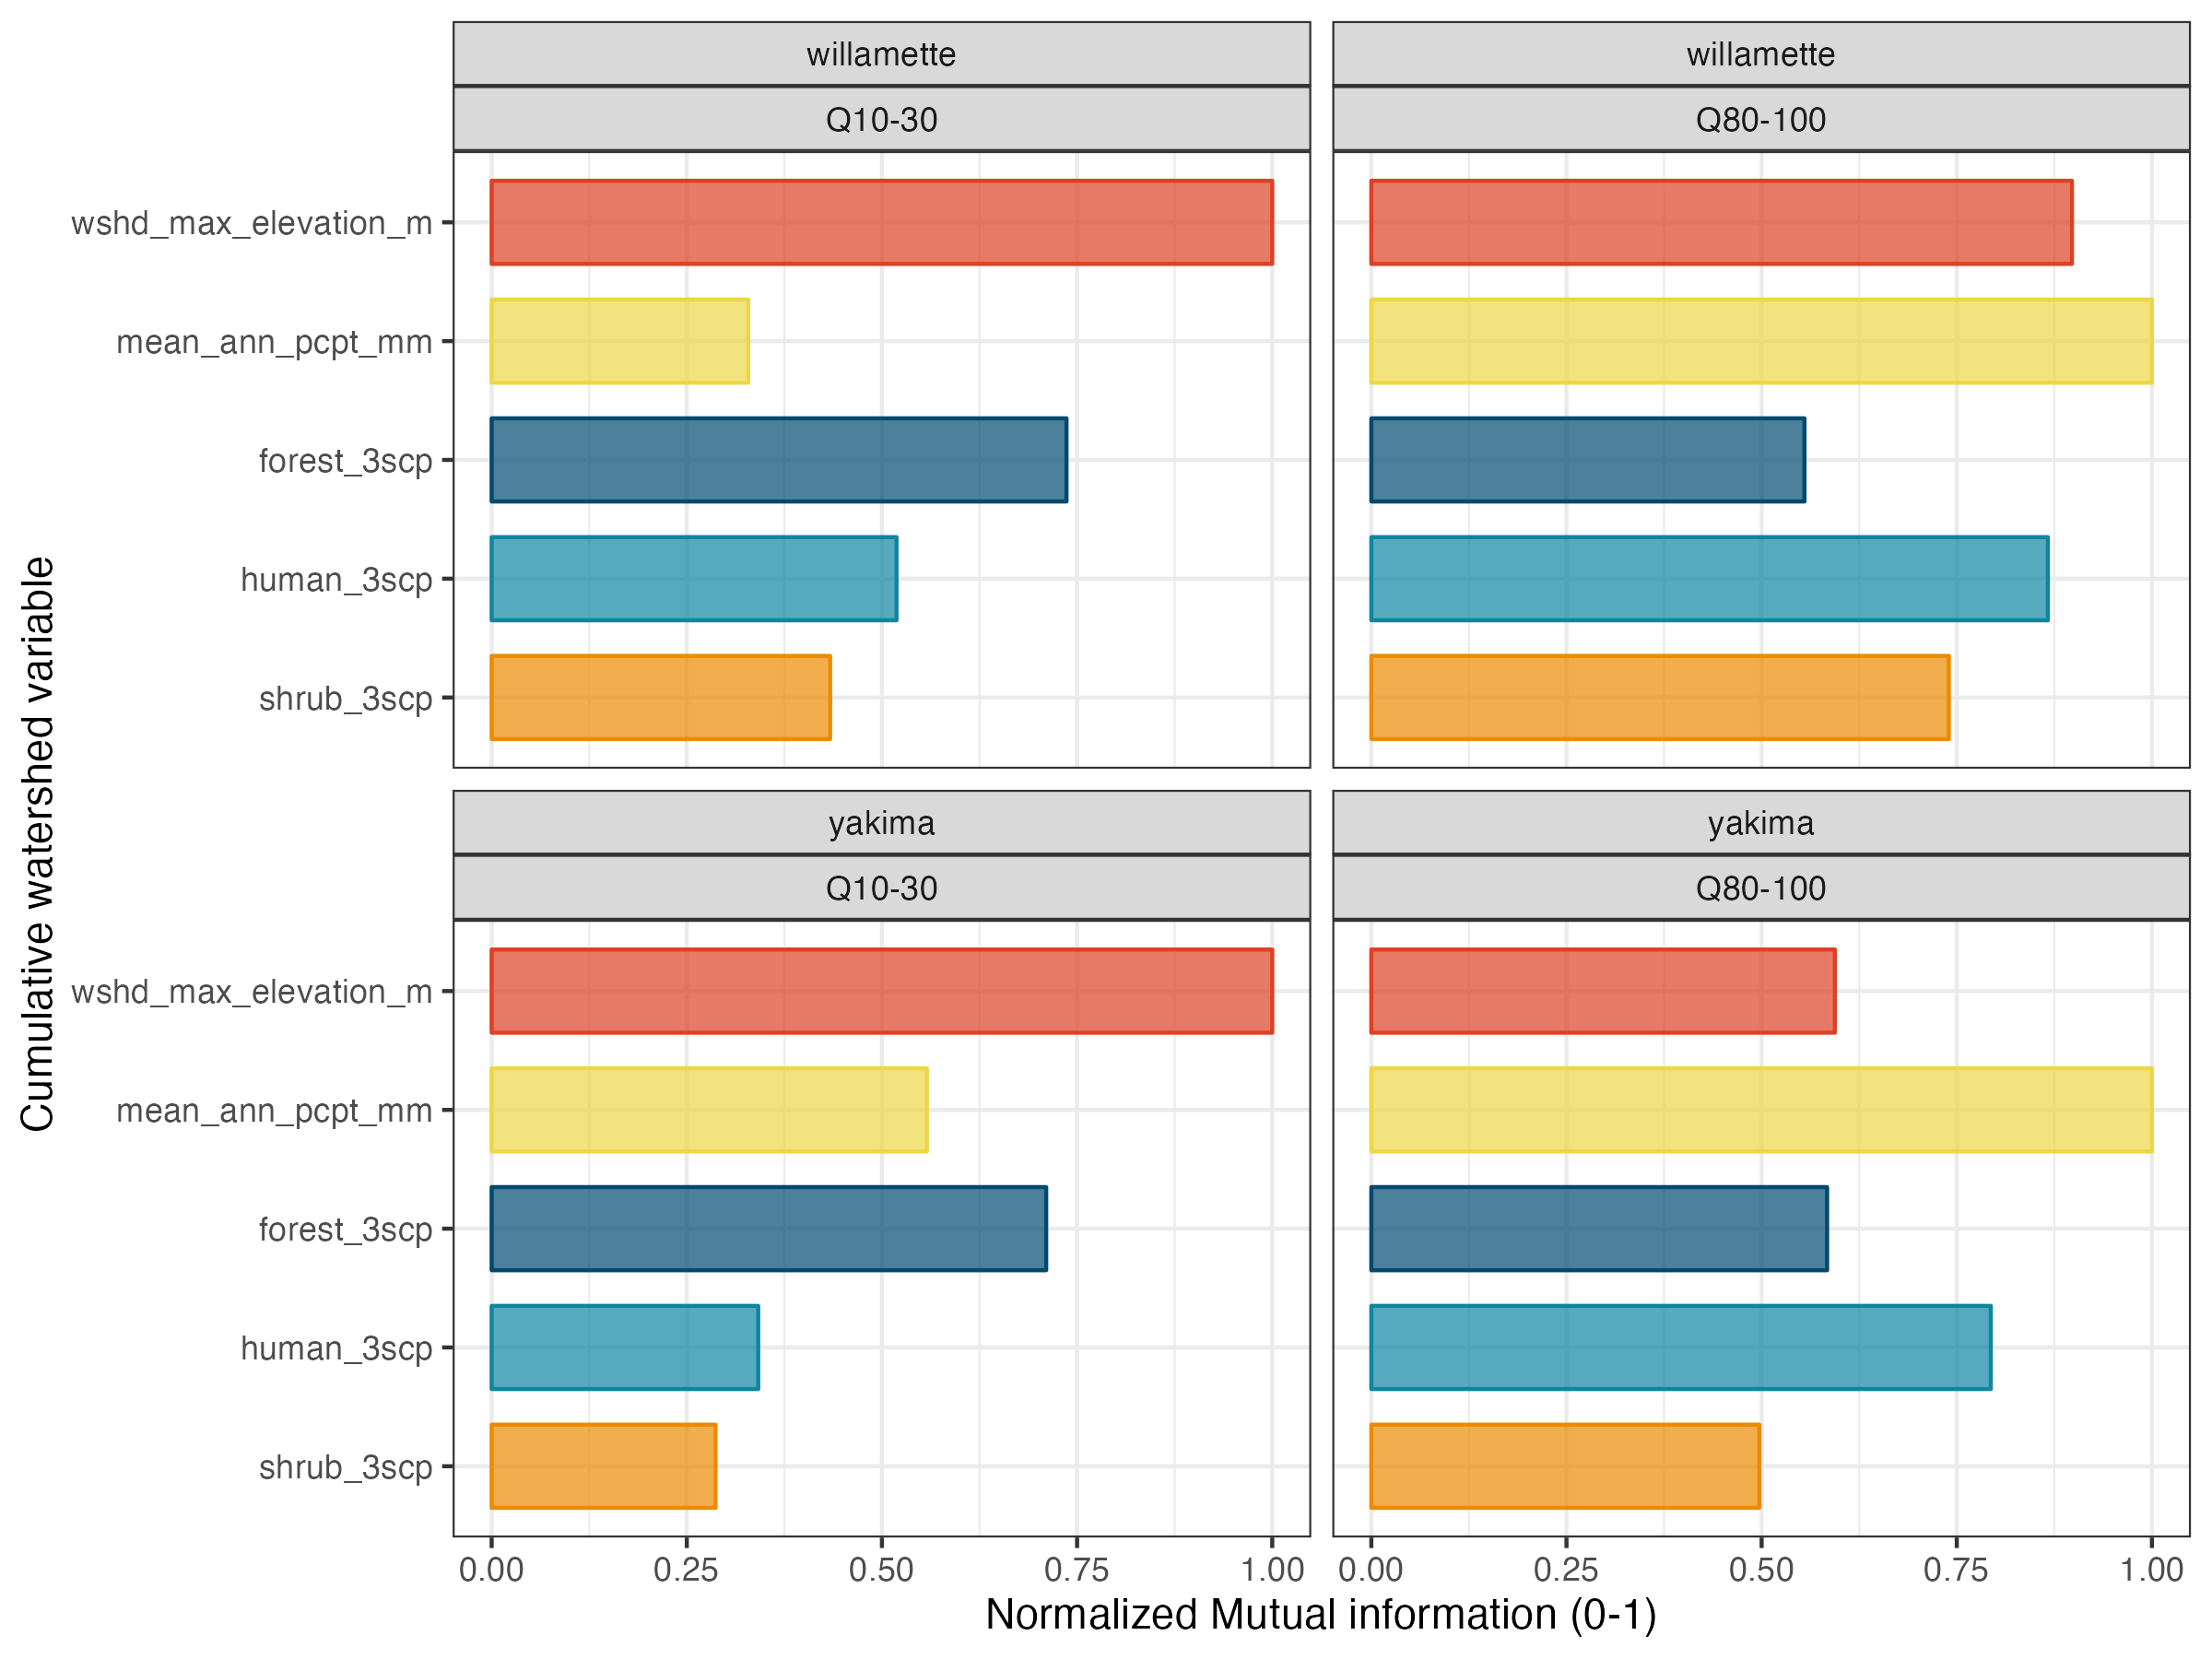 willamette
willamette
Q10-30
Q80-100
wshd_max_elevation_m
mean_ann_pcpt_mm
forest_3scp
human_3scp
shrub_3scp
yakima
yakima
Q10-30
Q80-100
wshd_max_elevation_m
mean_ann_pcpt_mm
forest_3scp
human_3scp
shrub_3scp
0.00 0.25 0.50 0.75 1.00
0.00 0.25 0.50 0.75 1.00
Normalized Mutual information (0-1)
Cumulative watershed variable